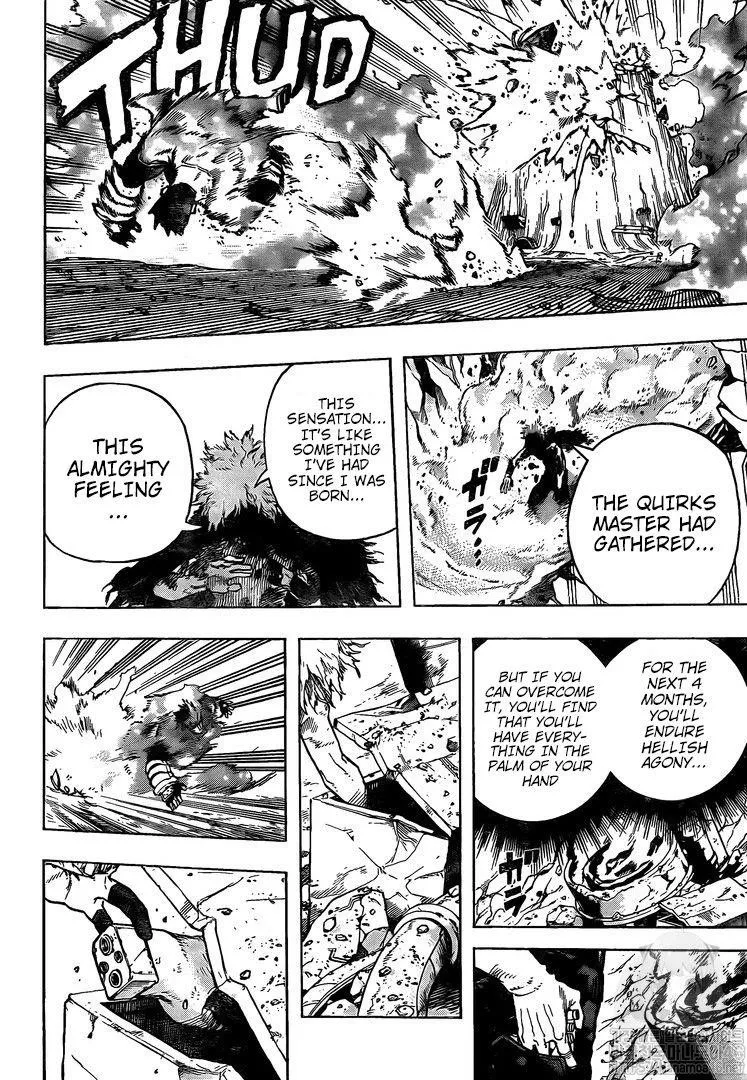 THUD
THE QUIRKS
MASTER HAD
GATHERED...
ガラ…
THIS
SENSATION...
IT'S LIKE
SOMETHING
I'VE HAD
SINCE I WAS
BORN...
THIS
ALMIGHTY
FEELING
...
FOR THE
NEXT 4
MONTHS,
YOU'LL
ENDURE
HELLISH
AGONY...
BUT IF YOU
CAN OVERCOME
IT, YOU'LL FIND
THAT YOU'LL
HAVE EVERY-
THING IN THE
PALM OF YOUR
HAND
ガラ